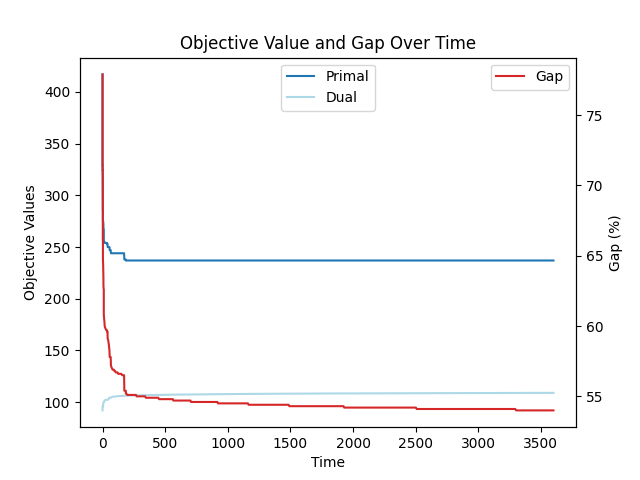 Objective Value and Gap Over Time
Primal
Dual
Gap
Objective Values
400
350
300
250
200
150
100
75
70
65
60
55
Gap (%)
0
500
1000
1500
2000
2500
3000
3500
Time